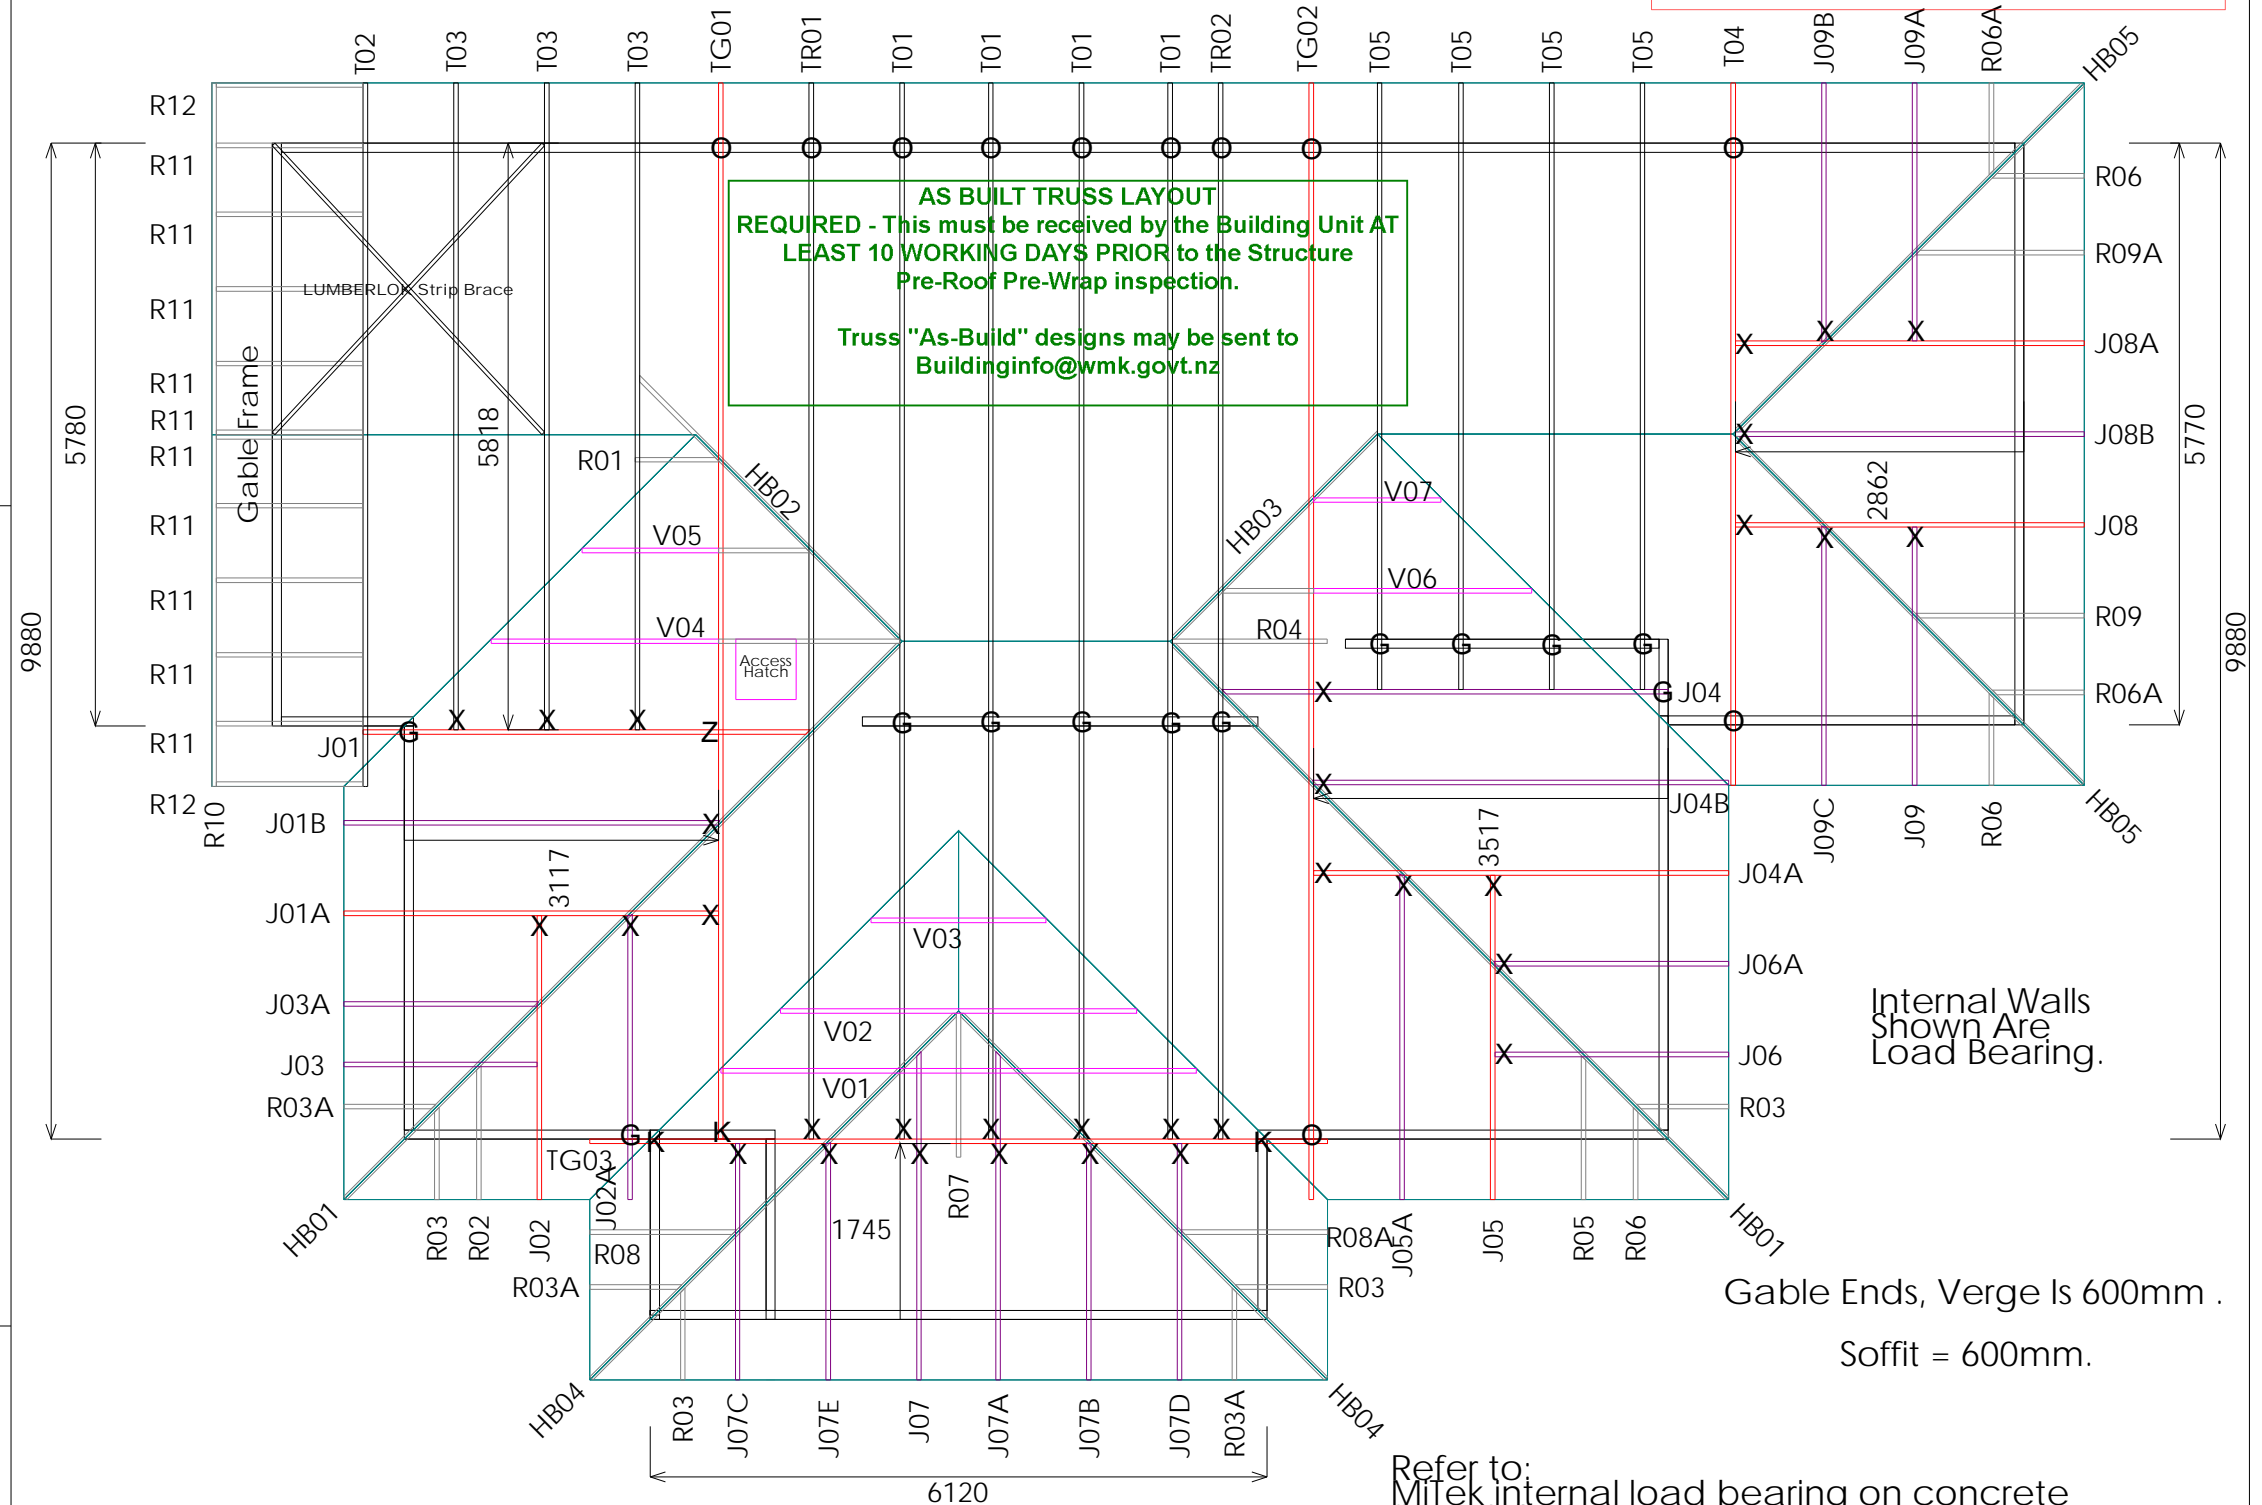 T02
T03
T03
T03
TG01
TR01
T01
T01
T01
T01
TR02
TG02
T05
T05
T05
T05
T04
J09B
J09A
R06A
HB05
R12
O
O
O
O
O
O
O
O
O
R11
R06
AS BUILT TRUSS LAYOUT
REQUIRED - This must be received by the Building Unit AT
LEAST 10 WORKING DAYS PRIOR to the Structure
Pre-Roof Pre-Wrap inspection.
Truss "As-Build" designs may be sent to
Buildinginfo@wmk.govt.nz
R11
R09A
LUMBERLOK Strip Brace
R11
X
X
X
J08A
Gable Frame
R11
R11
R11
5780
5818
5770
R01
HB02
HB03
X
J08B
2862
V07
R11
V05
X
X
X
J08
R11
V06
9880
9880
V04
R04
R09
Access
Hatch
G
G
G
G
R11
X
G
J04
R06A
J01
G
X
X
X
Z
G
G
G
G
G
O
R11
R12
R10
X
J04B
J01B
X
J09C
J09
R06
HB05
3117
3517
X
X
X
J04A
J01A
X
X
X
V03
X
J06A
J03A
V02
Internal Walls
Shown Are
Load Bearing.
J03
V01
X
J06
R03A
R03
G
K
K
X
X
X
X
X
X
K
O
TG03
X
X
X
X
X
X
J02A
R07
HB01
R03
R02
J02
R08
1745
R08A
J05A
J05
R05
R06
HB01
R03A
R03
Gable Ends, Verge Is 600mm .
Soffit = 600mm.
HB04
R03
J07C
J07E
J07
J07A
J07B
J07D
R03A
HB04
6120
Refer to:
MiTek internal load bearing on concrete